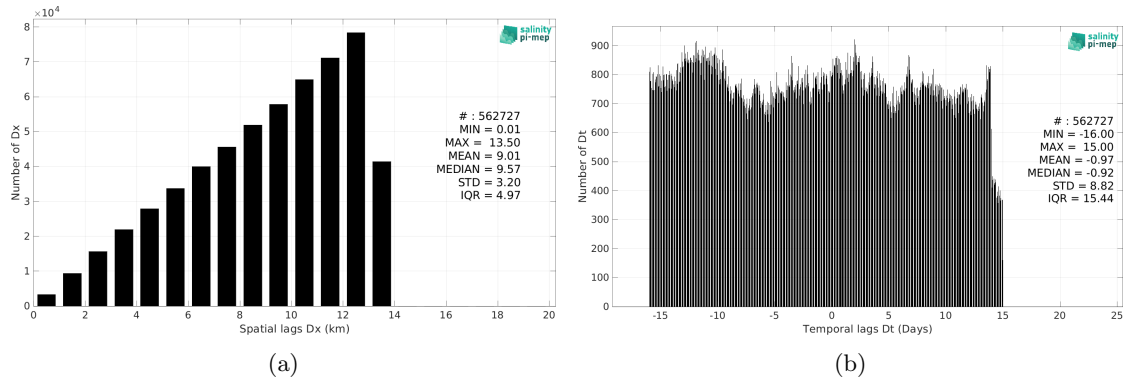 ×10⁴
8
7
6
5
4
3
2
1
0
Number of Dx
salinity
pi-mep
# : 562727
MIN = 0.01
MAX = 13.50
MEAN = 9.01
MEDIAN = 9.57
STD = 3.20
IQR = 4.97
0 2 4 6 8 10 12 14 16 18 20
Spatial lags Dx (km)
(a)
900
800
700
600
500
400
300
200
100
0
Number of Dt
salinity
pi-mep
# : 562727
MIN = -16.00
MAX = 15.00
MEAN = -0.97
MEDIAN = -0.92
STD = 8.82
IQR = 15.44
-15 -10 -5 0 5 10 15 20 25
Temporal lags Dt (Days)
(b)